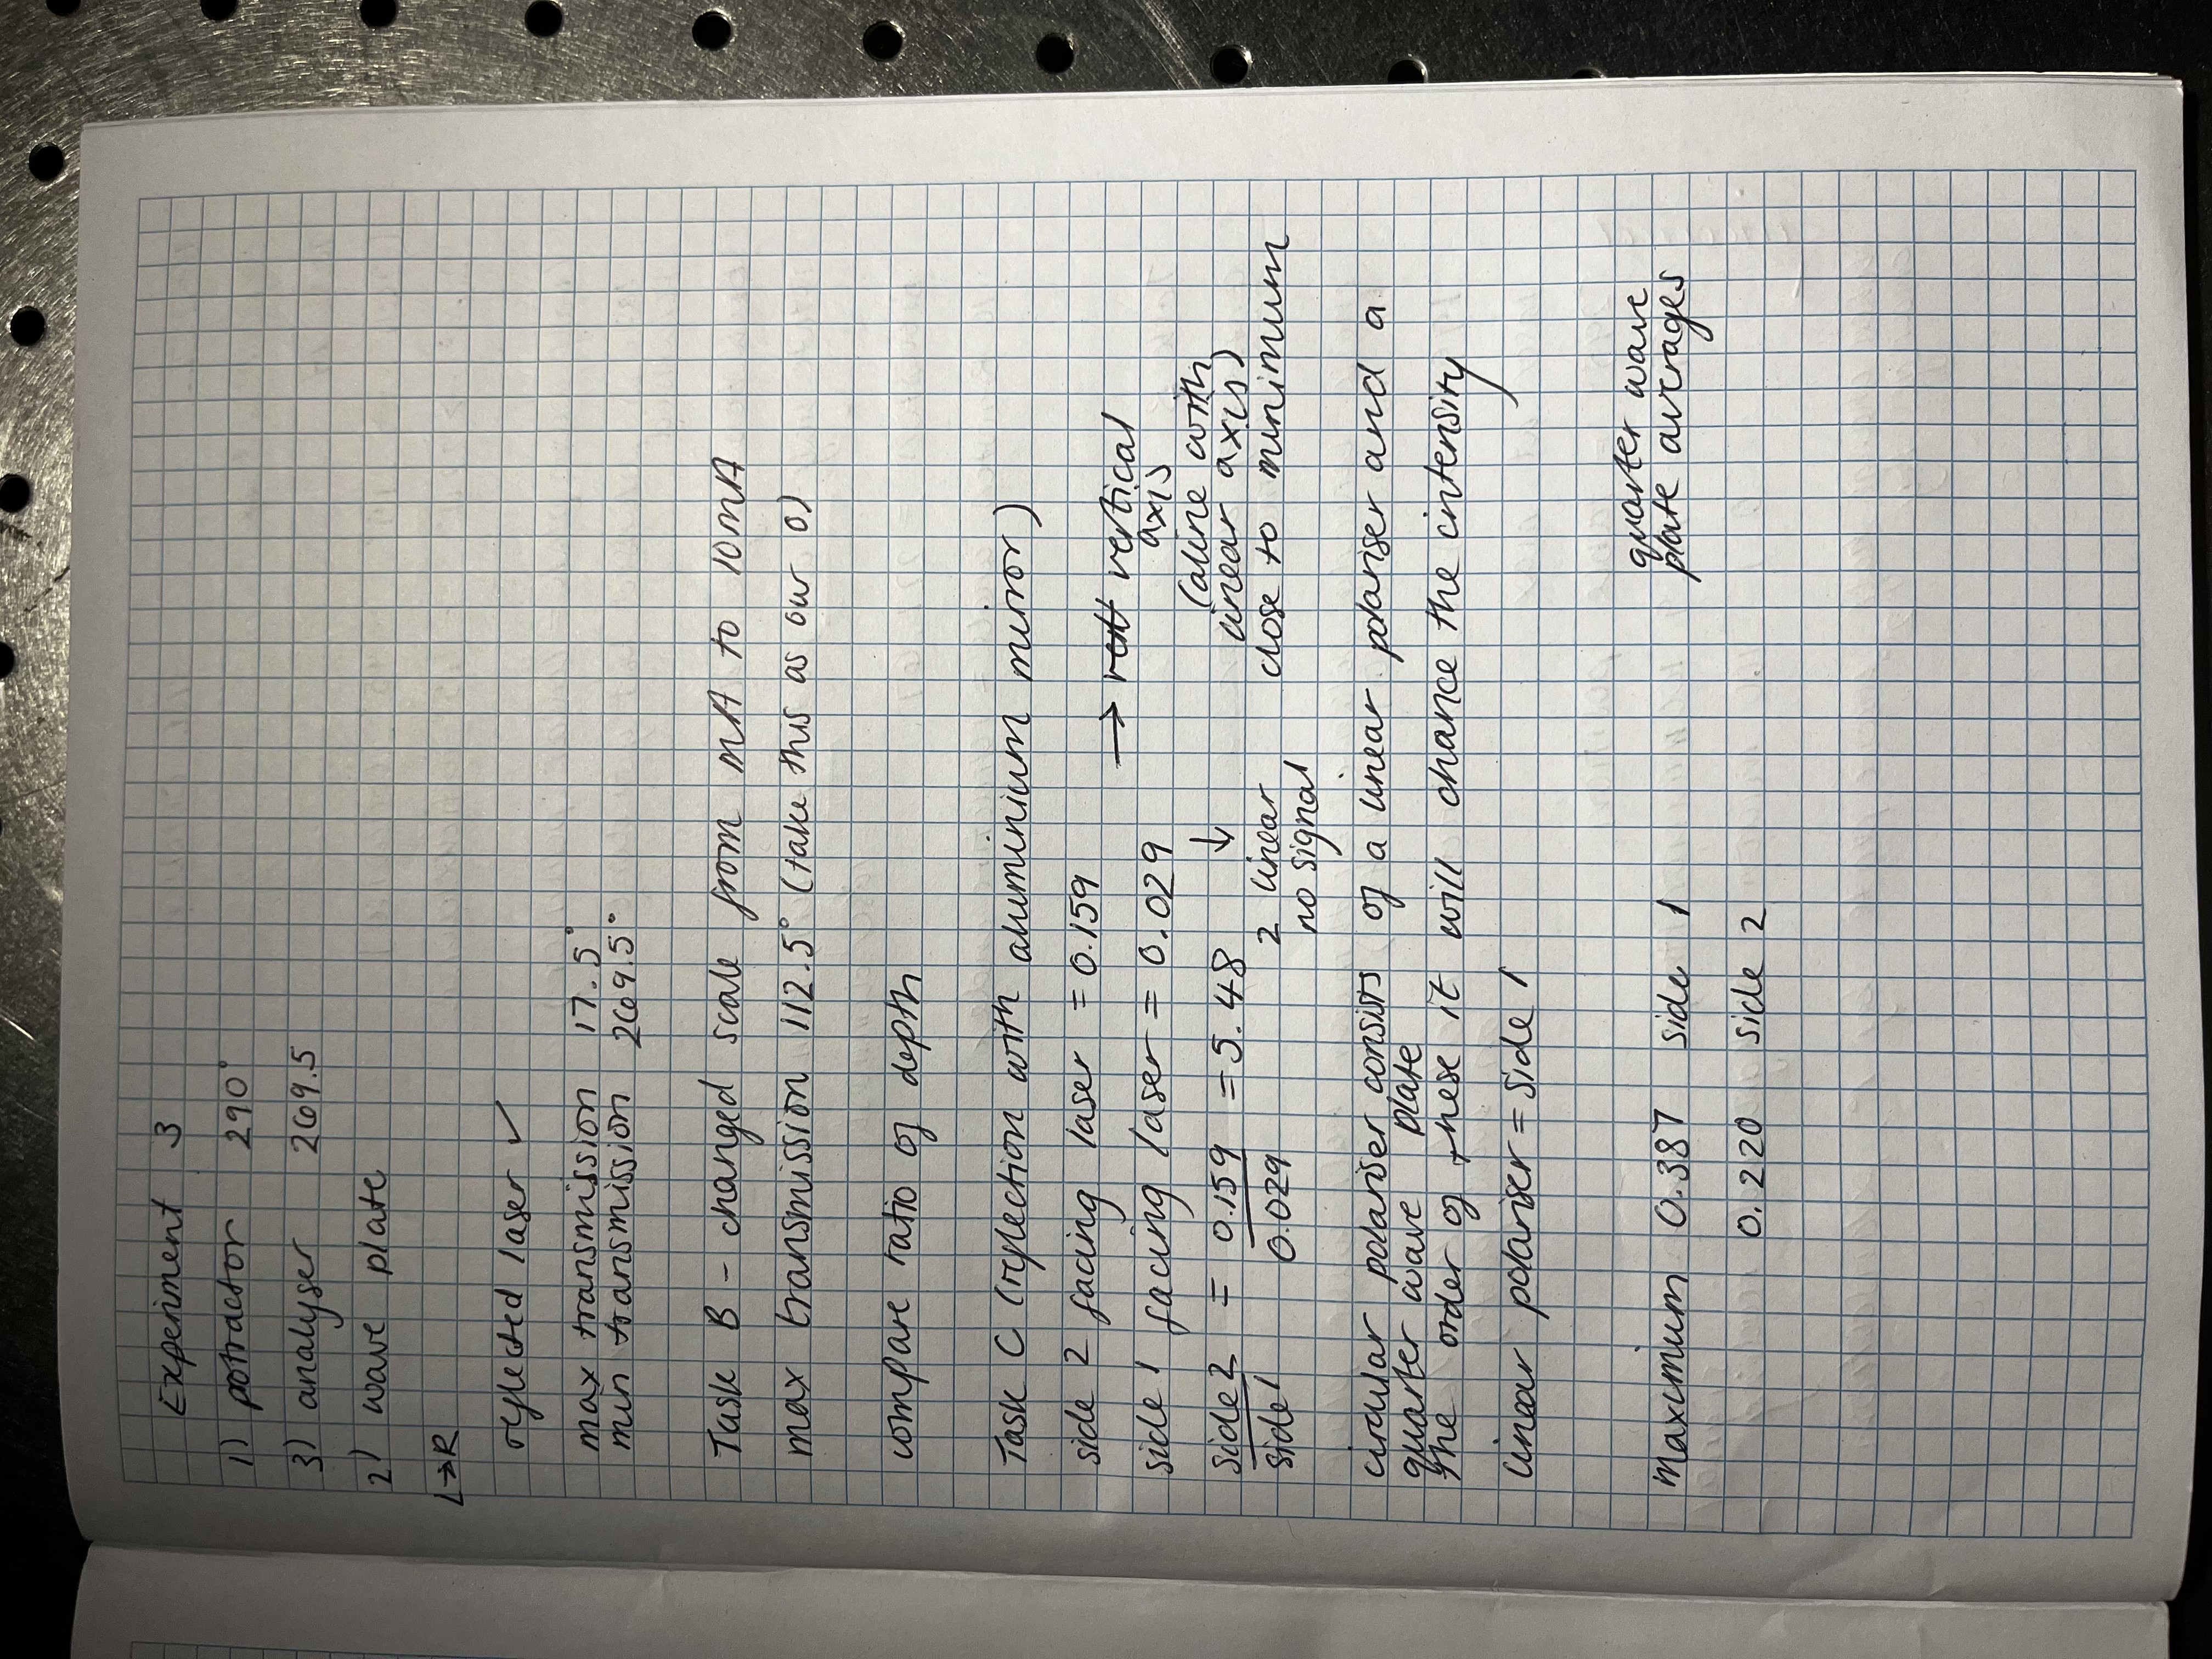 Experiment 3
1) potractor 290°
3) analyser 269.5
2) wave plate
L→R
reflected laser ✓
max transmission 17.5°
min transmission 269.5°
Task B - changed scale from mA to 10mA
max transmission 112.5° (take this as our 0)
compare ratio of depth
Task C (reflection with aluminium mirror)
side 2 facing laser = 0.159
side 1 facing laser = 0.029
→ vertical
axis
(aline with
linear axis)
close to minimum
side 2 = 0.159 = 5.48
side 1 0.029
↓
2 linear
no signal
circular polariser consists of a linear polariser and a
quarter wave plate
the order of these it will chance the intensity
linear polariser = side 1
quarter wave
plate averages
maximum 0.387 side 1
0.220 side 2